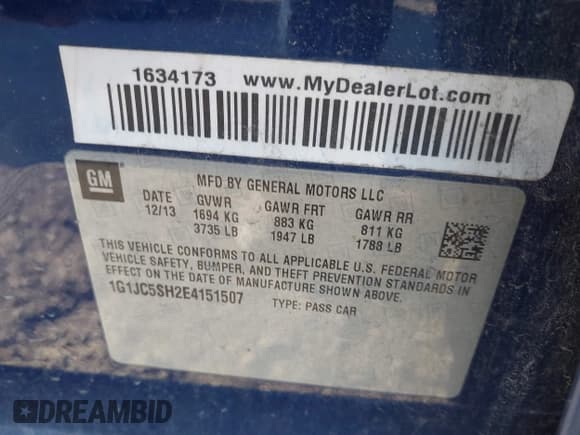 1634173 www.MyDealerLot.com
GM
MFD BY GENERAL MOTORS LLC
DATE GVWR GAWR FRT GAWR RR
12/13 1694 KG 883 KG 811 KG
3735 LB 1947 LB 1788 LB
THIS VEHICLE CONFORMS TO ALL APPLICABLE U.S. FEDERAL MOTOR
VEHICLE SAFETY, BUMPER, AND THEFT PREVENTION STANDARDS IN
EFFECT ON THE DATE OF MANUFACTURE SHOWN ABOVE.
1G1JC5SH2E4151507 TYPE: PASS CAR
DREAMBID